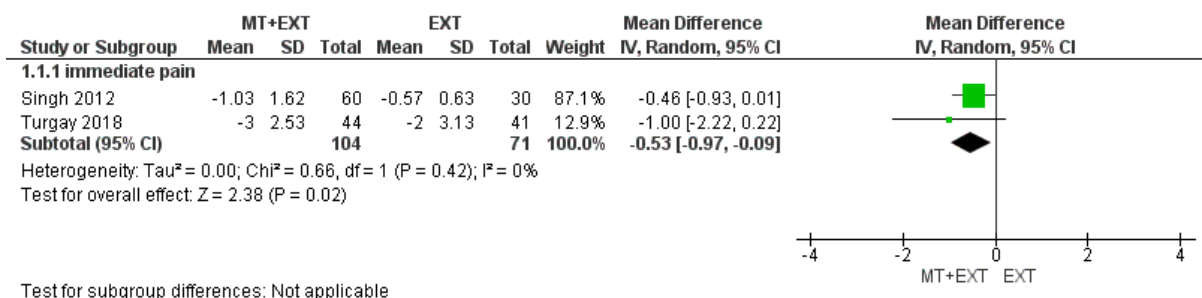 MT+EXT EXT Mean Difference Mean Difference
Study or Subgroup Mean SD Total Mean SD Total Weight IV, Random, 95% CI IV, Random, 95% CI
1.1.1 immediate pain
Singh 2012 -1.03 1.62 60 -0.57 0.63 30 87.1% -0.46 [-0.93, 0.01]
Turgay 2018 -3 2.53 44 -2 3.13 41 12.9% -1.00 [-2.22, 0.22]
Subtotal (95% CI) 104 71 100.0% -0.53 [-0.97, -0.09]
Heterogeneity: Tau² = 0.00; Chi² = 0.66, df = 1 (P = 0.42); I² = 0%
Test for overall effect: Z = 2.38 (P = 0.02)
-4 -2 0 2 4
MT+EXT EXT
Test for subgroup differences: Not applicable